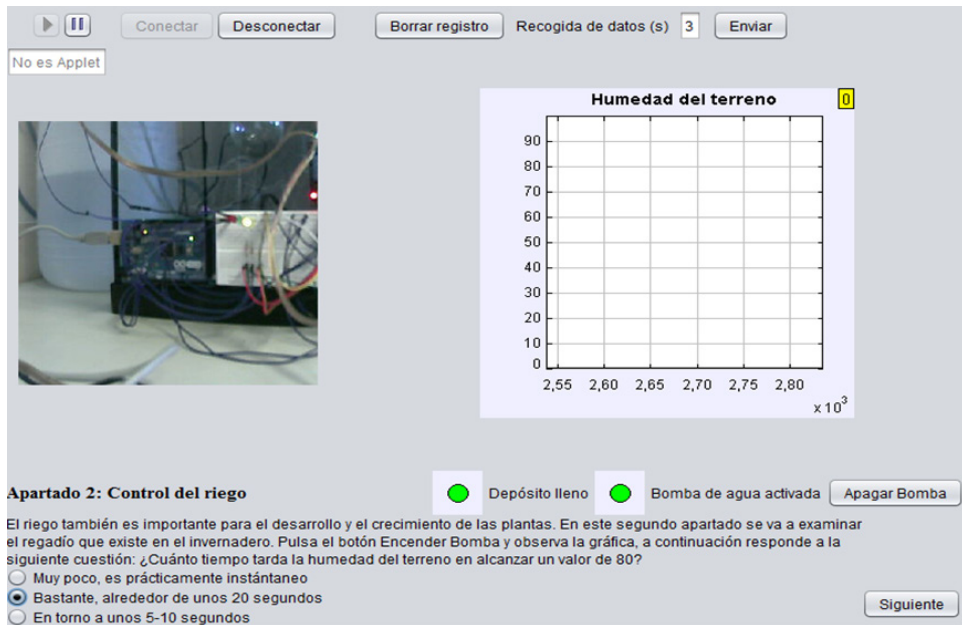 Conectar Desconectar Borrar registro Recogida de datos (s) 3 Enviar
No es Applet
Humedad del terreno 0
90
80
70
60
50
40
30
20
10
0
2,55 2,60 2,65 2,70 2,75 2,80
x 10³
Apartado 2: Control del riego Depósito lleno Bomba de agua activada Apagar Bomba
El riego también es importante para el desarrollo y el crecimiento de las plantas. En este segundo apartado se va a examinar
el regadío que existe en el invernadero. Pulsa el botón Encender Bomba y observa la gráfica, a continuación responde a la
siguiente cuestión: ¿Cuánto tiempo tarda la humedad del terreno en alcanzar un valor de 80?
Muy poco, es prácticamente instántaneo
Bastante, alrededor de unos 20 segundos
En torno a unos 5-10 segundos
Siguiente